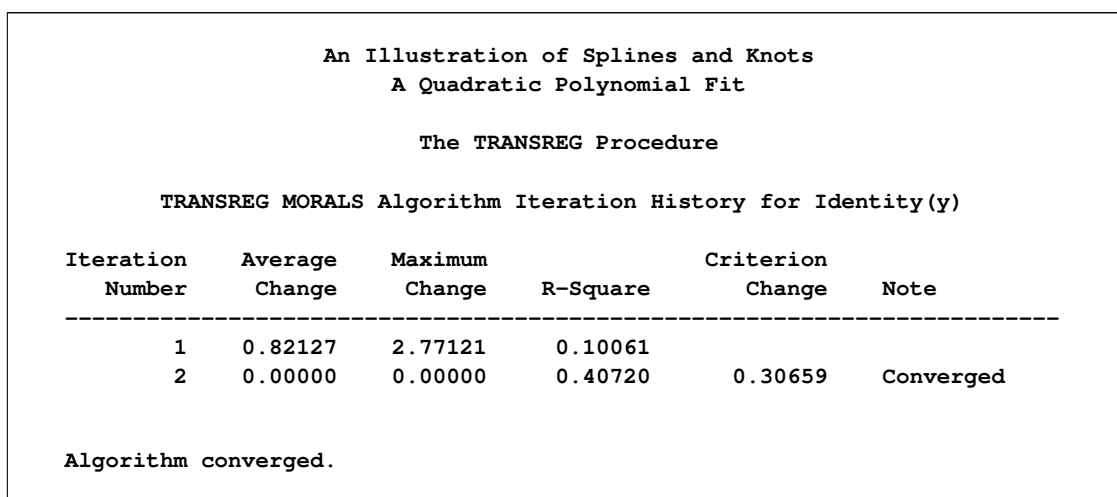 An Illustration of Splines and Knots
A Quadratic Polynomial Fit
The TRANSREG Procedure
TRANSREG MORALS Algorithm Iteration History for Identity(y)
Iteration Average Maximum Criterion
Number Change Change R-Square Change Note
1 0.82127 2.77121 0.10061
2 0.00000 0.00000 0.40720 0.30659 Converged
Algorithm converged.